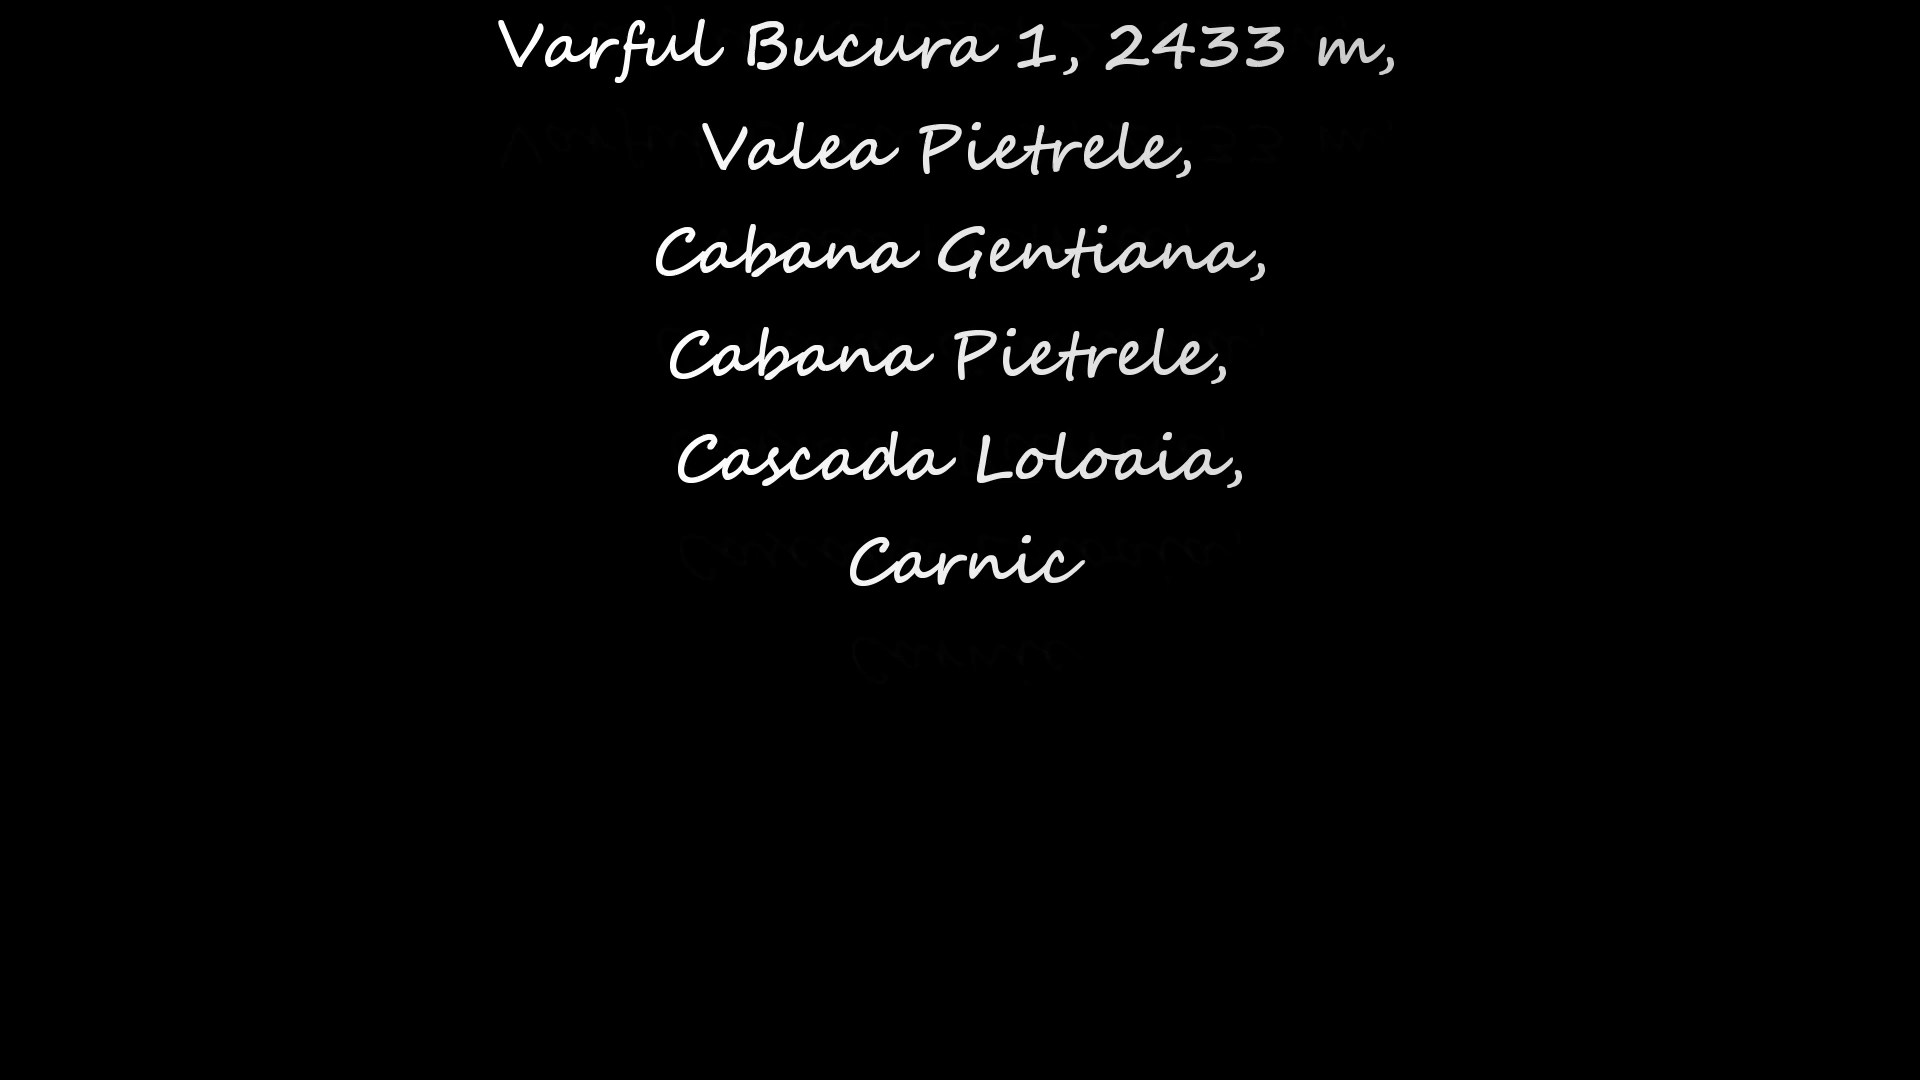 Varful Bucura 1, 2433 m,
Valea Pietrele,
Cabana Gentiana,
Cabana Pietrele,
Cascada Loloaia,
Carnic